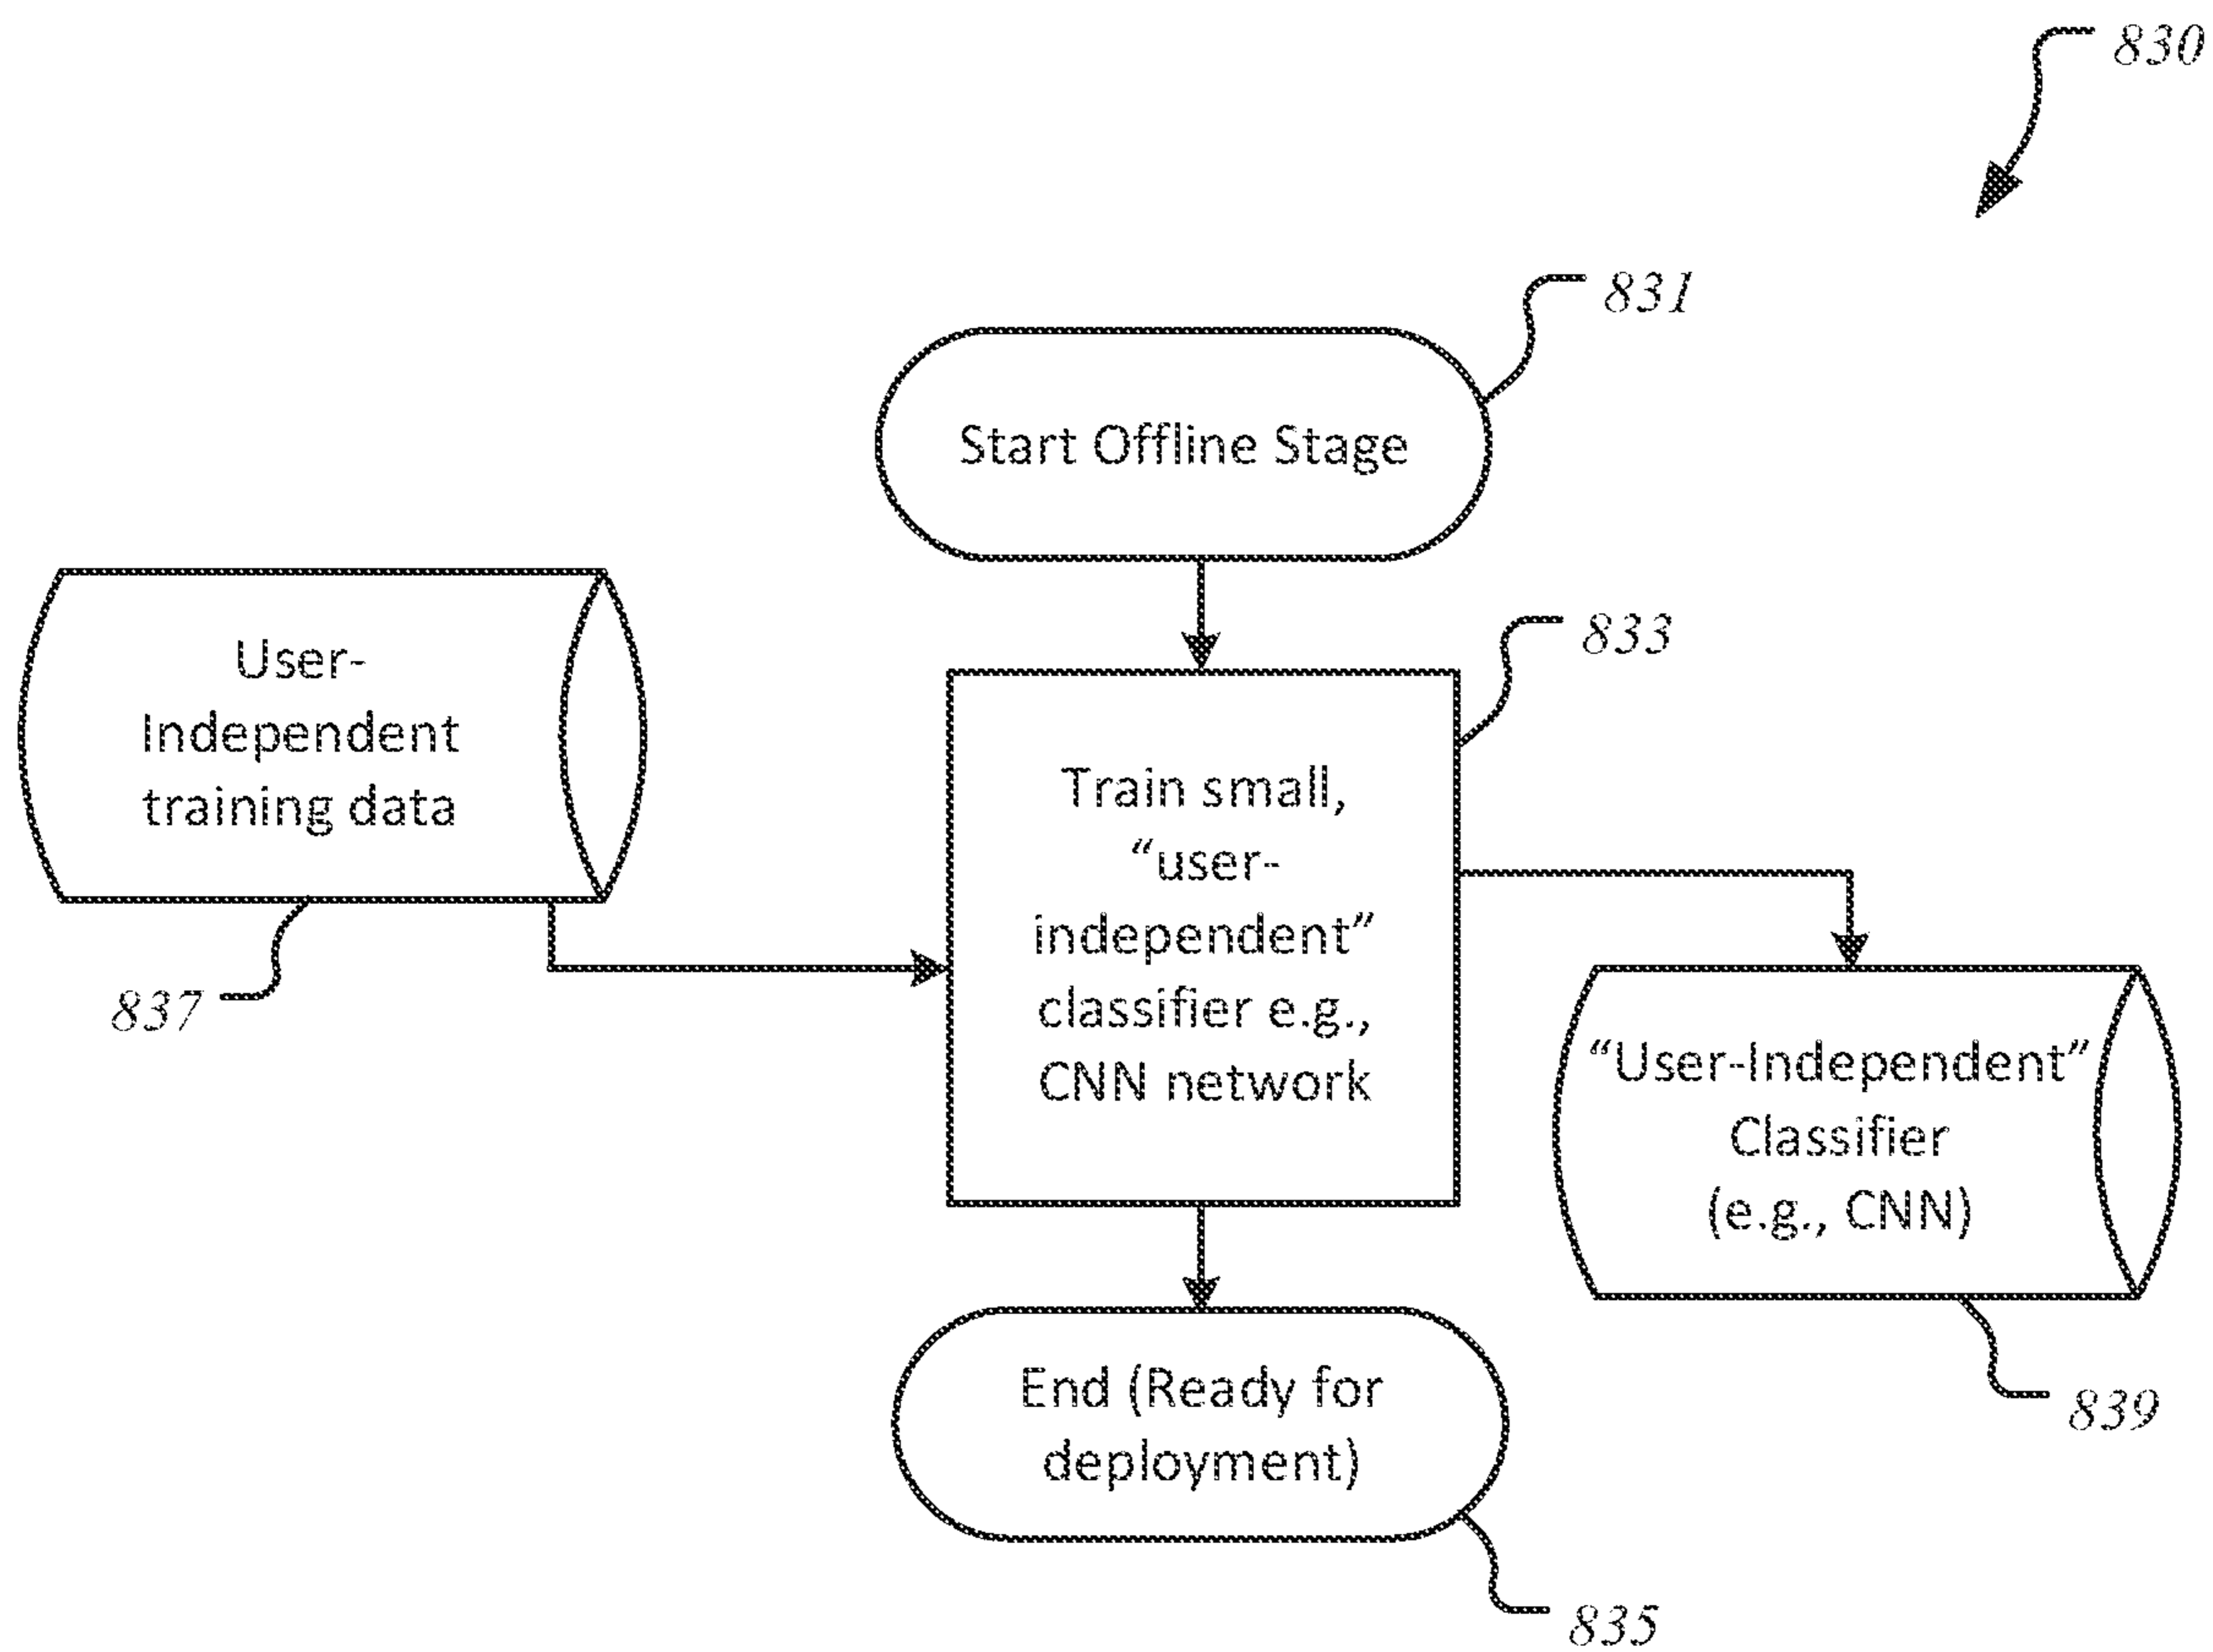 830
831
Start Offline Stage
User-
Independent
training data
833
Train small,
“user-
independent”
classifier e.g.,
CNN network
837
“User-Independent”
Classifier
(e.g., CNN)
End (Ready for
deployment)
839
835